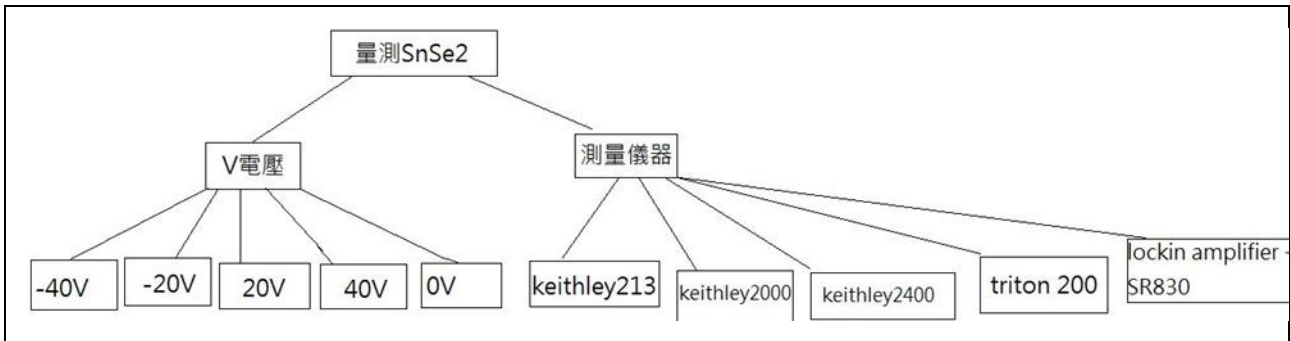 量測SnSe2
V電壓
測量儀器
-40V
-20V
20V
40V
0V
keithley213
keithley2000
keithley2400
triton 200
lockin amplifier -
SR830